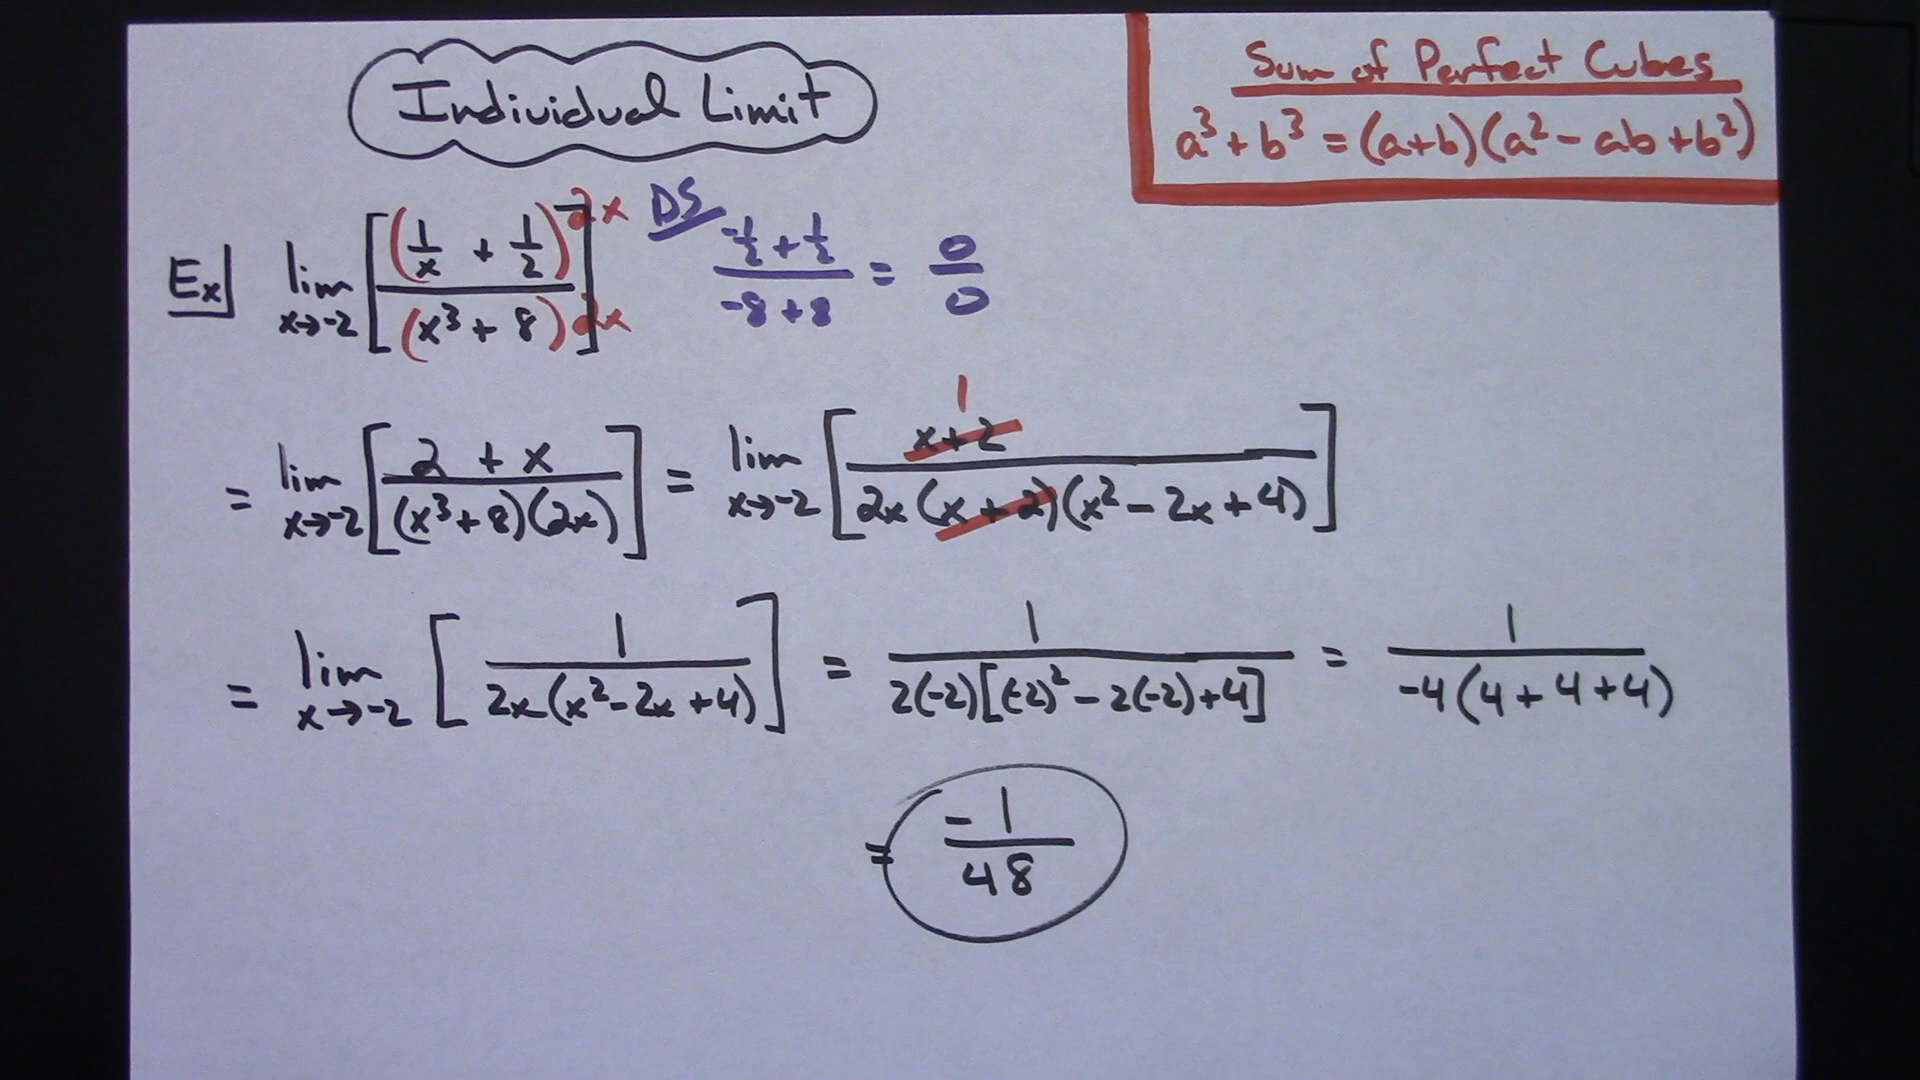 Individual Limit
Sum of Perfect Cubes
a³ + b³ = (a+b)(a² - ab + b²)
Ex| lim x→-2 [ (1/x + 1/2)2x / (x³ + 8)2x ] DS (-1/2 + 1/2) / (-8 + 8) = 0/0
= lim x→-2 [ (2 + x) / ((x³ + 8)(2x)) ] = lim x→-2 [ x+2 1 / (2x(x + 2)(x² - 2x + 4)) ]
= lim x→-2 [ 1 / (2x(x² - 2x + 4)) ] = 1 / (2(-2)[(-2)² - 2(-2) + 4]) = 1 / (-4(4 + 4 + 4))
= -1/48